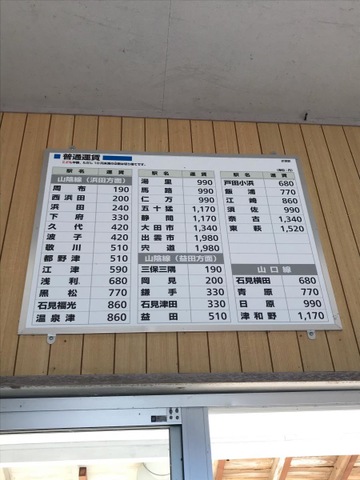 普通運賃
駅名 運賃
山陰線（浜田方面）
周布 190
西浜田 200
浜田 240
下府 330
久代 420
波子 420
敬川 510
都野津 510
江津 590
浅利 680
黒松 770
石見福光 860
温泉津 860
駅名 運賃
湯里 990
馬路 990
仁万 990
五十猛 1,170
静間 1,170
大田市 1,340
出雲市 1,980
宍道 1,980
山陰線（益田方面）
三保三隅 190
岡見 200
鎌手 330
石見津田 330
益田 510
駅名 運賃
戸田小浜 680
飯浦 770
江崎 860
須佐 990
奈古 1,340
東萩 1,520
山口線
石見横田 680
青原 770
日原 990
津和野 1,170